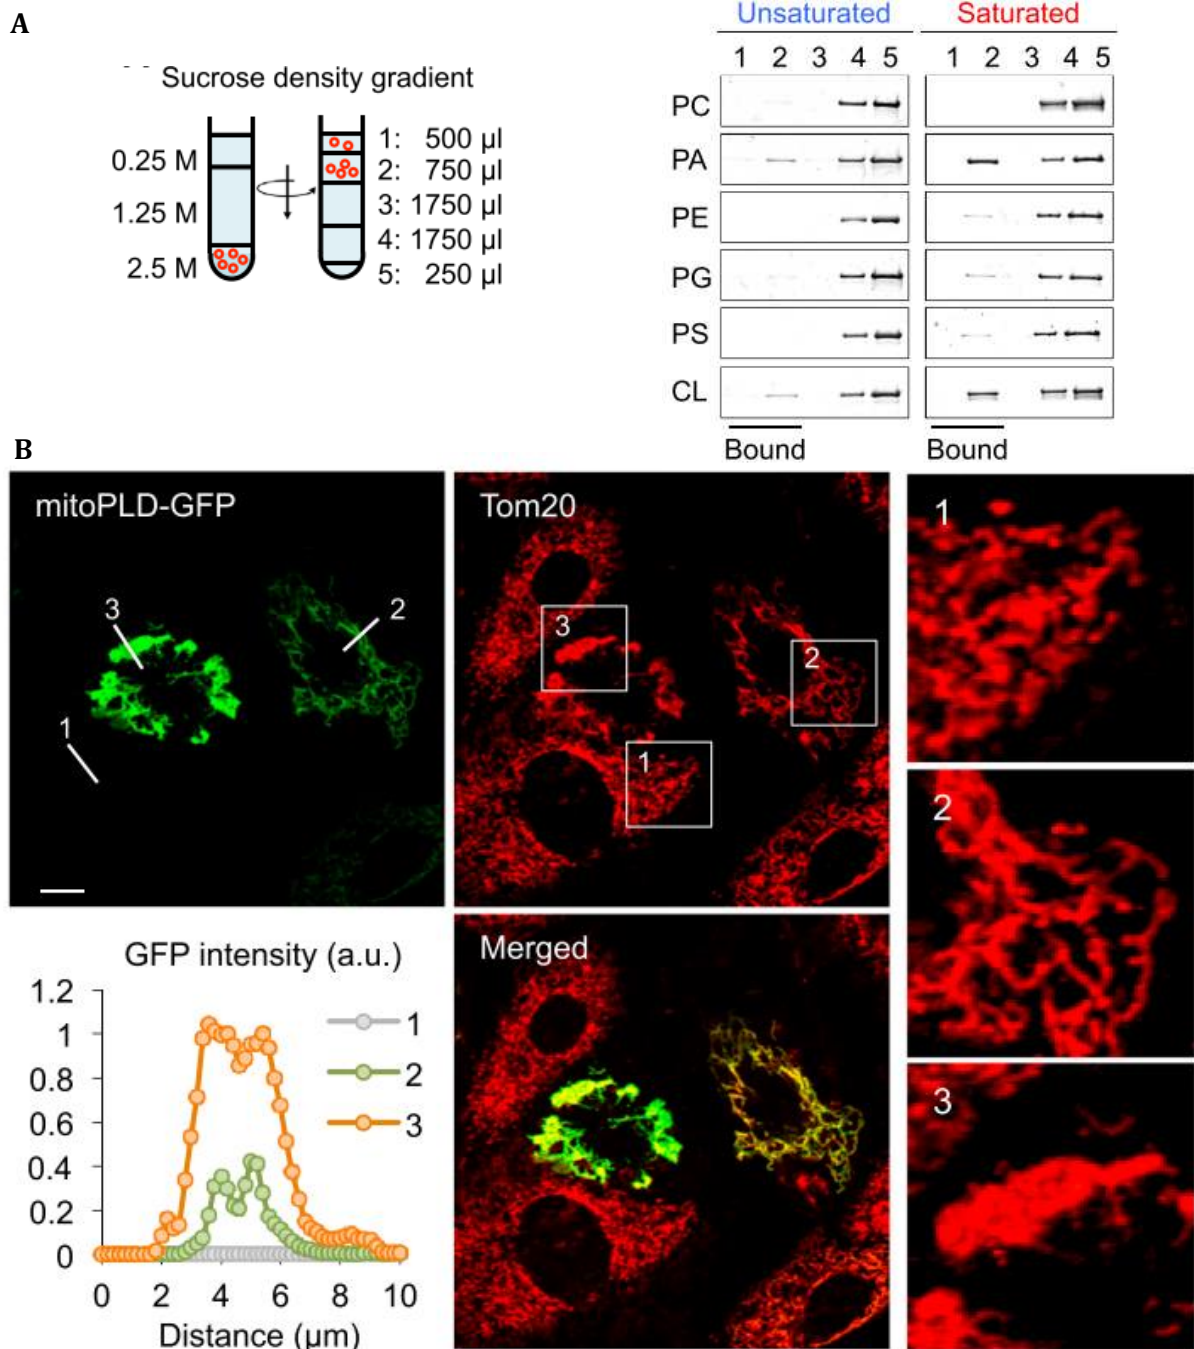 A
Sucrose density gradient
0.25 M
1.25 M
2.5 M
1: 500 µl
2: 750 µl
3: 1750 µl
4: 1750 µl
5: 250 µl
Unsaturated Saturated
1 2 3 4 5 1 2 3 4 5
PC
PA
PE
PG
PS
CL
Bound Bound
B
mitoPLD-GFP
3
2
1
Tom20
3
2
1
1
2
3
GFP intensity (a.u.)
1.2
1
0.8
0.6
0.4
0.2
0
1
2
3
0 2 4 6 8 10
Distance (µm)
Merged